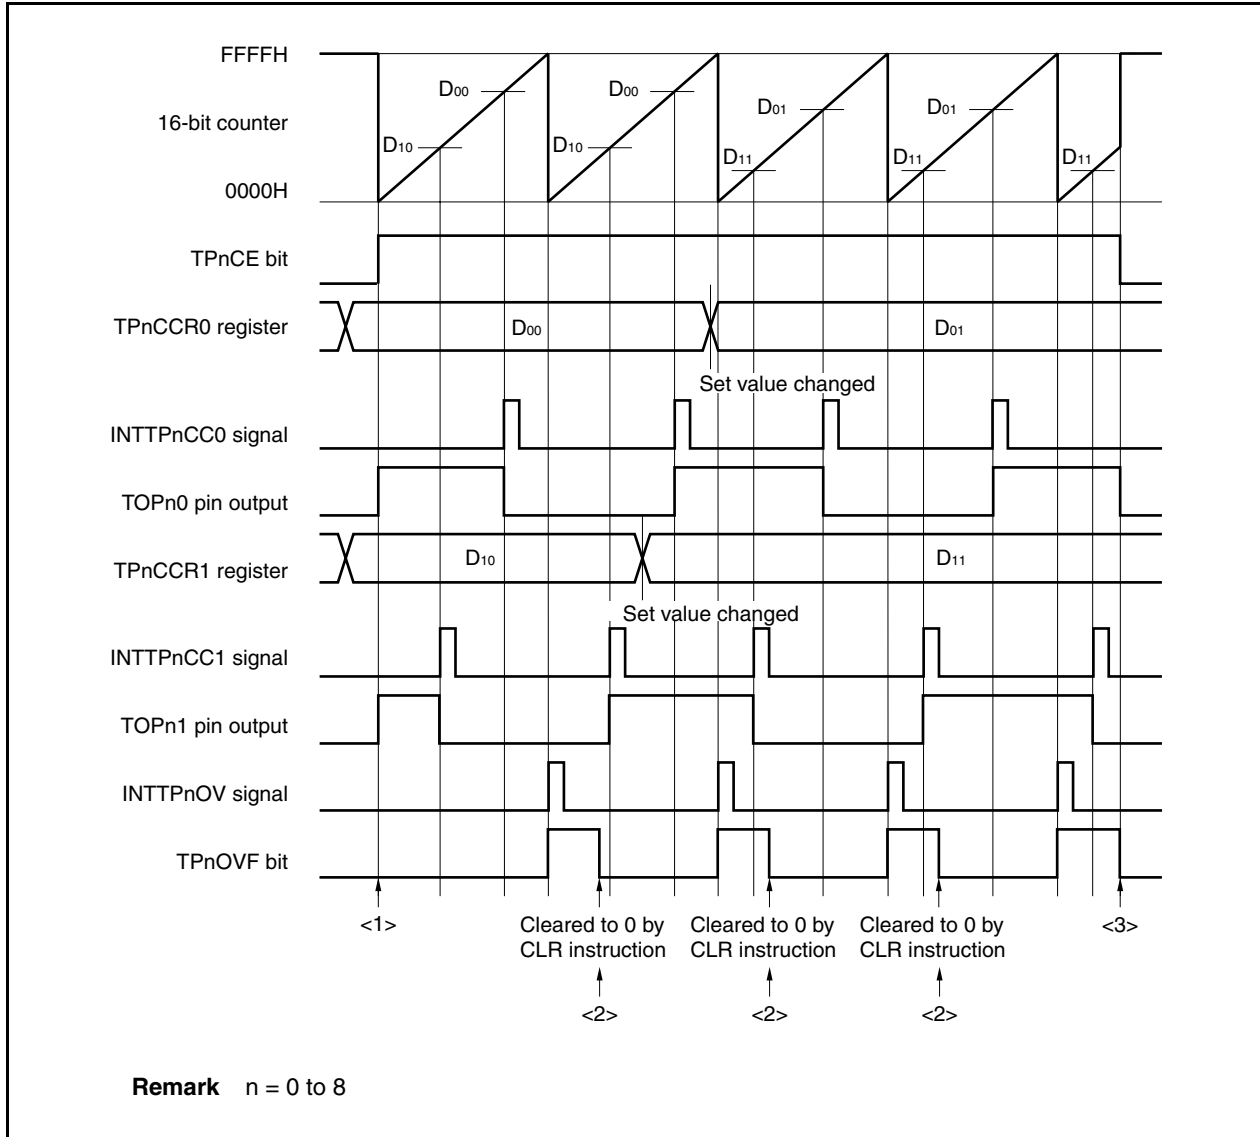 FFFFH
D00
D00
D01
D01
16-bit counter
D10
D10
D11
D11
D11
0000H
TPnCE bit
TPnCCR0 register
D00
D01
Set value changed
INTTPnCC0 signal
TOPn0 pin output
TPnCCR1 register
D10
D11
Set value changed
INTTPnCC1 signal
TOPn1 pin output
INTTPnOV signal
TPnOVF bit
<1>
Cleared to 0 by
CLR instruction
Cleared to 0 by
CLR instruction
Cleared to 0 by
CLR instruction
<3>
<2>
<2>
<2>
Remark n = 0 to 8